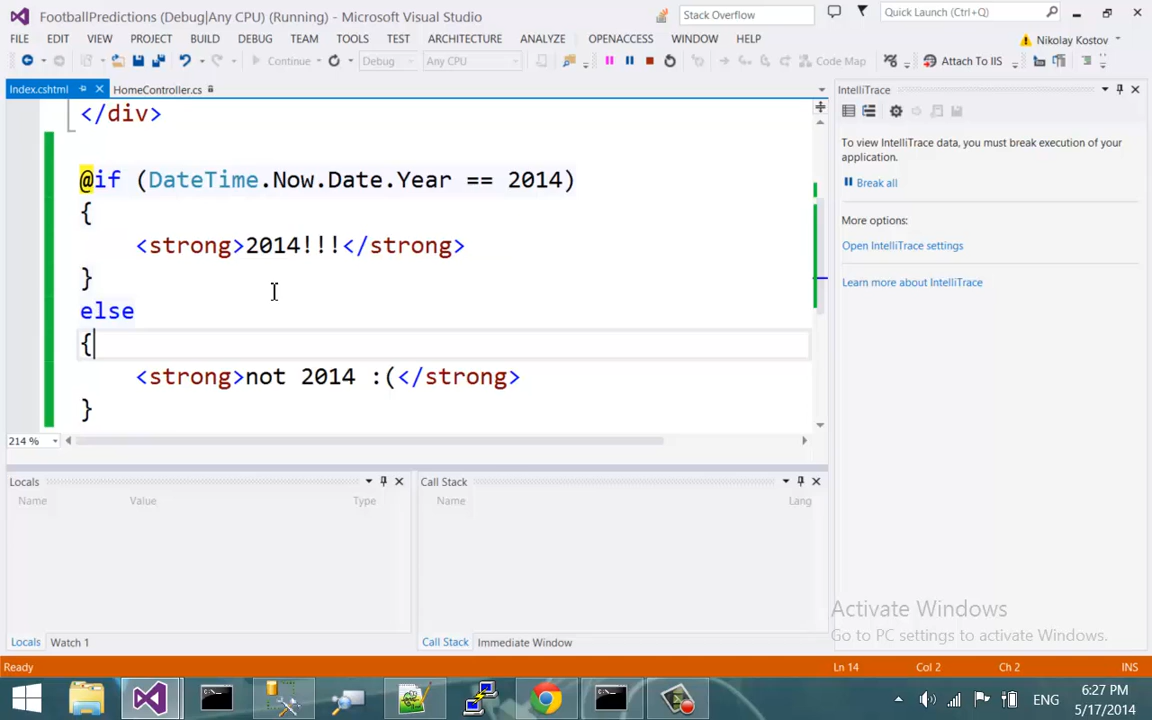 FootballPredictions (Debug|Any CPU) (Running) - Microsoft Visual Studio
Stack Overflow
Quick Launch (Ctrl+Q)
FILE EDIT VIEW PROJECT BUILD DEBUG TEAM TOOLS TEST ARCHITECTURE ANALYZE OPENACCESS WINDOW HELP
Nikolay Kostov
Continue
Debug
Any CPU
Code Map
Attach To IIS
Index.cshtml
HomeController.cs
</div>
@if (DateTime.Now.Date.Year == 2014)
{
<strong>2014!!!</strong>
}
else
{
<strong>not 2014 :(</strong>
}
214 %
IntelliTrace
To view IntelliTrace data, you must break execution of your
application.
Break all
More options:
Open IntelliTrace settings
Learn more about IntelliTrace
Locals
Name Value Type
Call Stack
Name Lang
Locals Watch 1
Call Stack Immediate Window
Activate Windows
Go to PC settings to activate Windows.
Ready
Ln 14 Col 2 Ch 2 INS
ENG
6:27 PM
5/17/2014